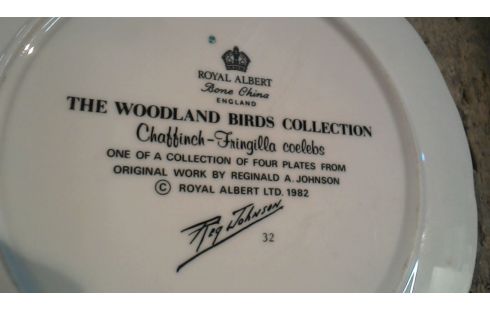 ROYAL ALBERT
Bone China
ENGLAND
THE WOODLAND BIRDS COLLECTION
Chaffinch-Fringilla coelebs
ONE OF A COLLECTION OF FOUR PLATES FROM
ORIGINAL WORK BY REGINALD A. JOHNSON
© ROYAL ALBERT LTD. 1982
Reg Johnson
32